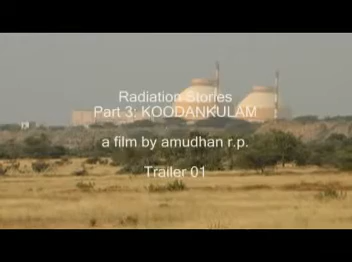 Radiation Stories
Part 3: KOODANKULAM
a film by amudhan r.p.
Trailer 01